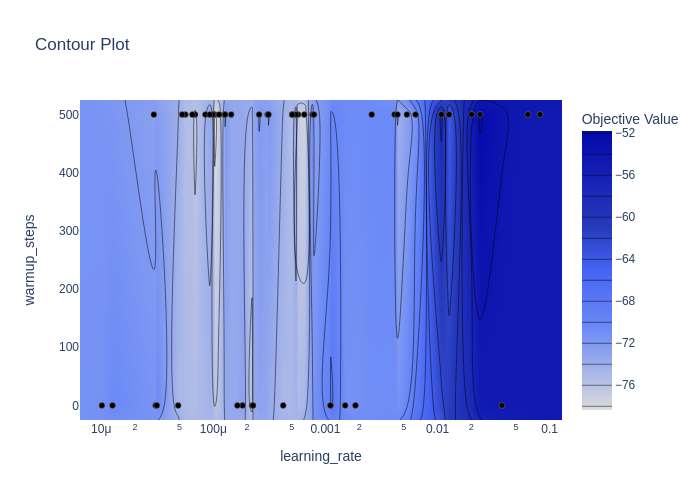 Contour Plot
Objective Value
−52
−56
−60
−64
−68
−72
−76
500
400
300
200
100
0
warmup_steps
10μ 2 5 100μ 2 5 0.001 2 5 0.01 2 5 0.1
learning_rate